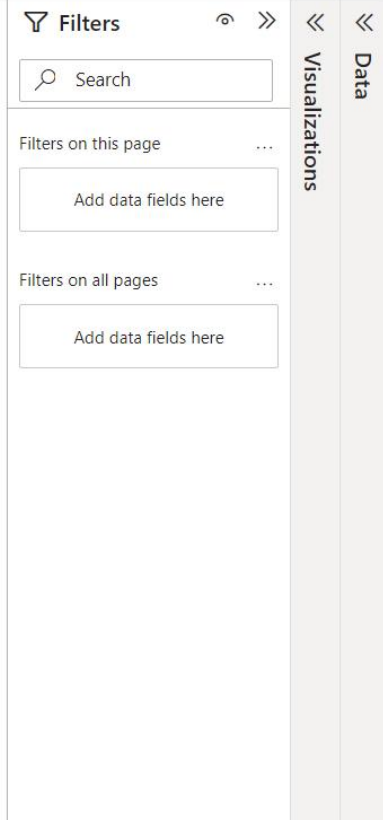 Filters
Search
Filters on this page
...
Add data fields here
Filters on all pages
...
Add data fields here
Visualizations
Data